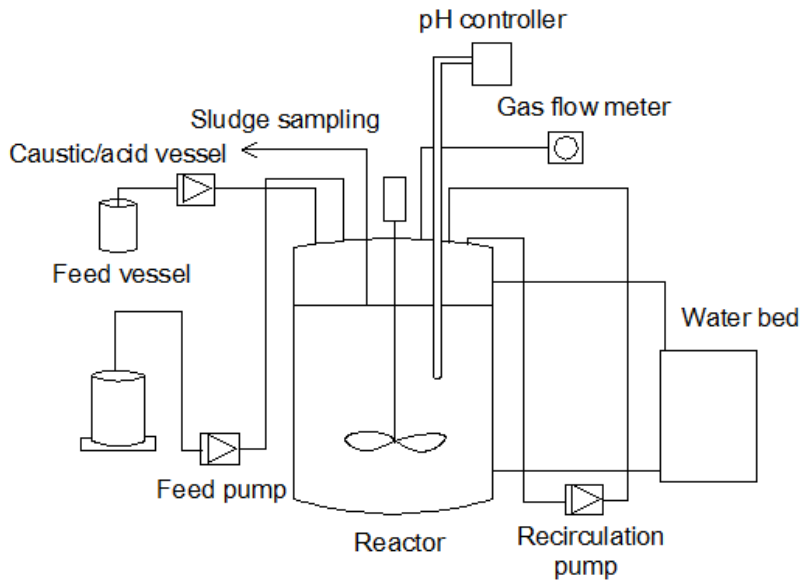 pH controller
Gas flow meter
Sludge sampling
Caustic/acid vessel
Feed vessel
Water bed
Feed pump
Reactor
Recirculation
pump